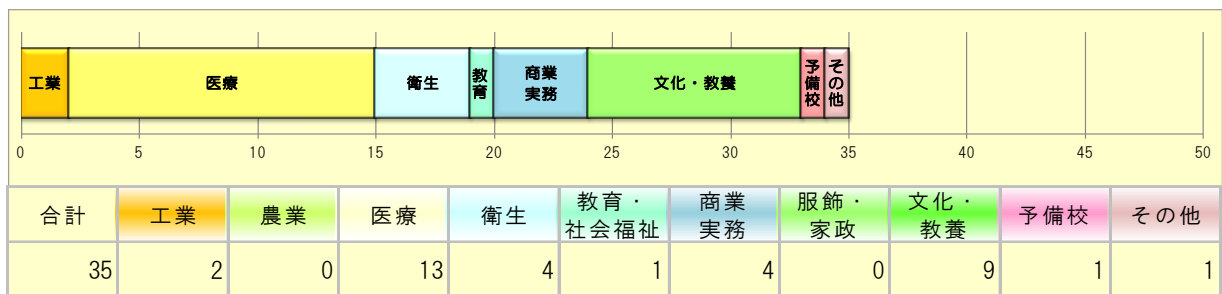 工業
医療
衛生
教育
商業
実務
文化・教養
予備校
その他
0 5 10 15 20 25 30 35 40 45 50
合計 工業 農業 医療 衛生 教育・社会福祉 商業実務 服飾・家政 文化・教養 予備校 その他
35 2 0 13 4 1 4 0 9 1 1